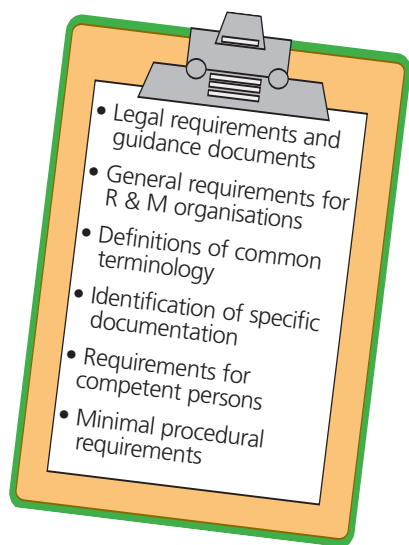 • Legal requirements and
guidance documents
• General requirements for
R & M organisations
• Definitions of common
terminology
• Identification of specific
documentation
• Requirements for
competent persons
• Minimal procedural
requirements